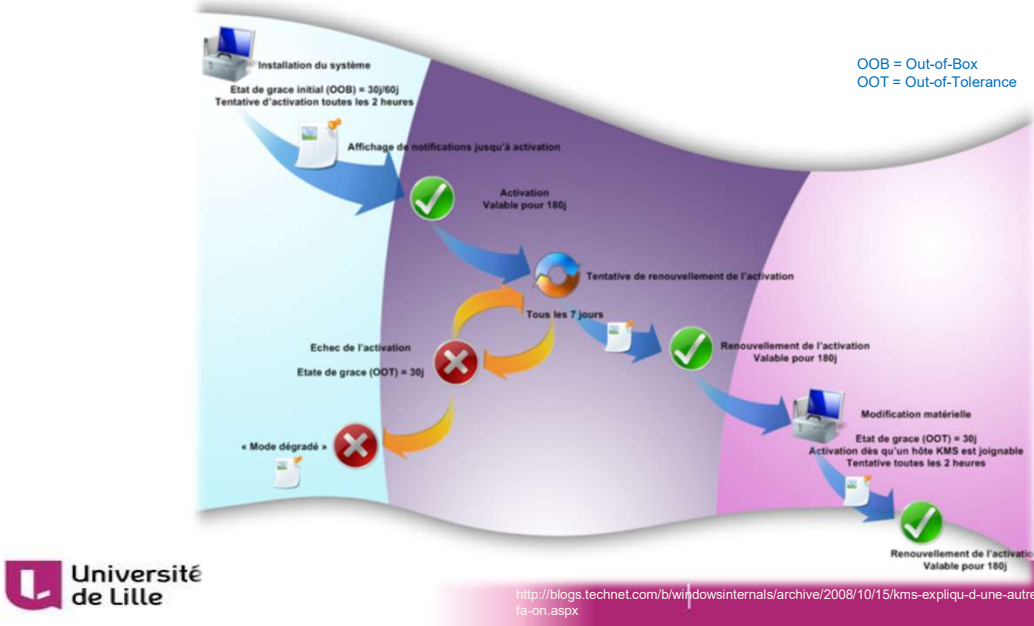 OOB = Out-of-Box
OOT = Out-of-Tolerance
Installation du système
Etat de grace initial (OOB) = 30j/60j
Tentative d'activation toutes les 2 heures
Affichage de notifications jusqu'à activation
Activation
Valable pour 180j
Tentative de renouvellement de l'activation
Tous les 7 jours
Echec de l'activation
Etate de grace (OOT) = 30j
« Mode dégradé »
Renouvellement de l'activation
Valable pour 180j
Modification matérielle
Etat de grace (OOT) = 30j
Activation dès qu'un hôte KMS est joignable
Tentative toutes les 2 heures
Renouvellement de l'activatio
Valable pour 180j
Université
de Lille
http://blogs.technet.com/b/windowsinternals/archive/2008/10/15/kms-expliqu-d-une-autre
fa-on.aspx